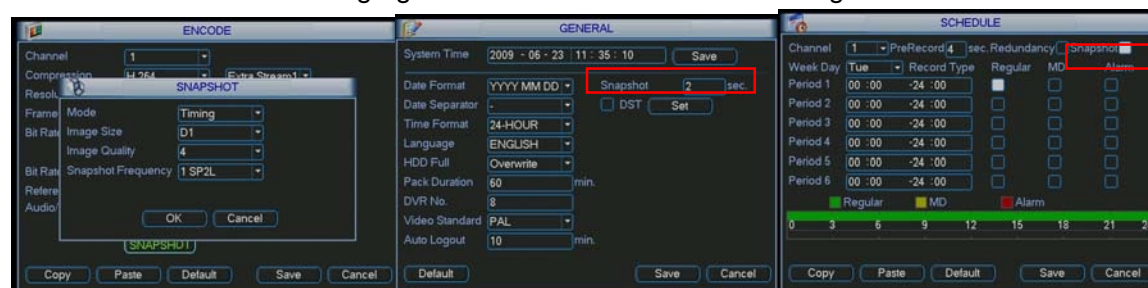 ENCODE
Channel 1
Compression H.264 Extra Stream1
SNAPSHOT
Mode Timing
Image Size D1
Image Quality 4
Snapshot Frequency 1 SP2L
OK Cancel
Resolu
Frame
Bit Rate
Bit Rate
Refere
Audio/
SNAPSHOT
Copy Paste Default Save Cancel
GENERAL
System Time 2009 - 06 - 23 11 : 35 : 10 Save
Date Format YYYY MM DD Snapshot 2 sec.
Date Separator - DST Set
Time Format 24-HOUR
Language ENGLISH
HDD Full Overwrite
Pack Duration 60 min.
DVR No. 8
Video Standard PAL
Auto Logout 10 min.
Default Save Cancel
SCHEDULE
Channel 1 PreRecord 4 sec. Redundancy Snapshot
Week Day Tue Record Type Regular MD Alarm
Period 1 00 :00 -24 :00
Period 2 00 :00 -24 :00
Period 3 00 :00 -24 :00
Period 4 00 :00 -24 :00
Period 5 00 :00 -24 :00
Period 6 00 :00 -24 :00
Regular MD Alarm
0 3 6 9 12 15 18 21
Copy Paste Default Save Cancel